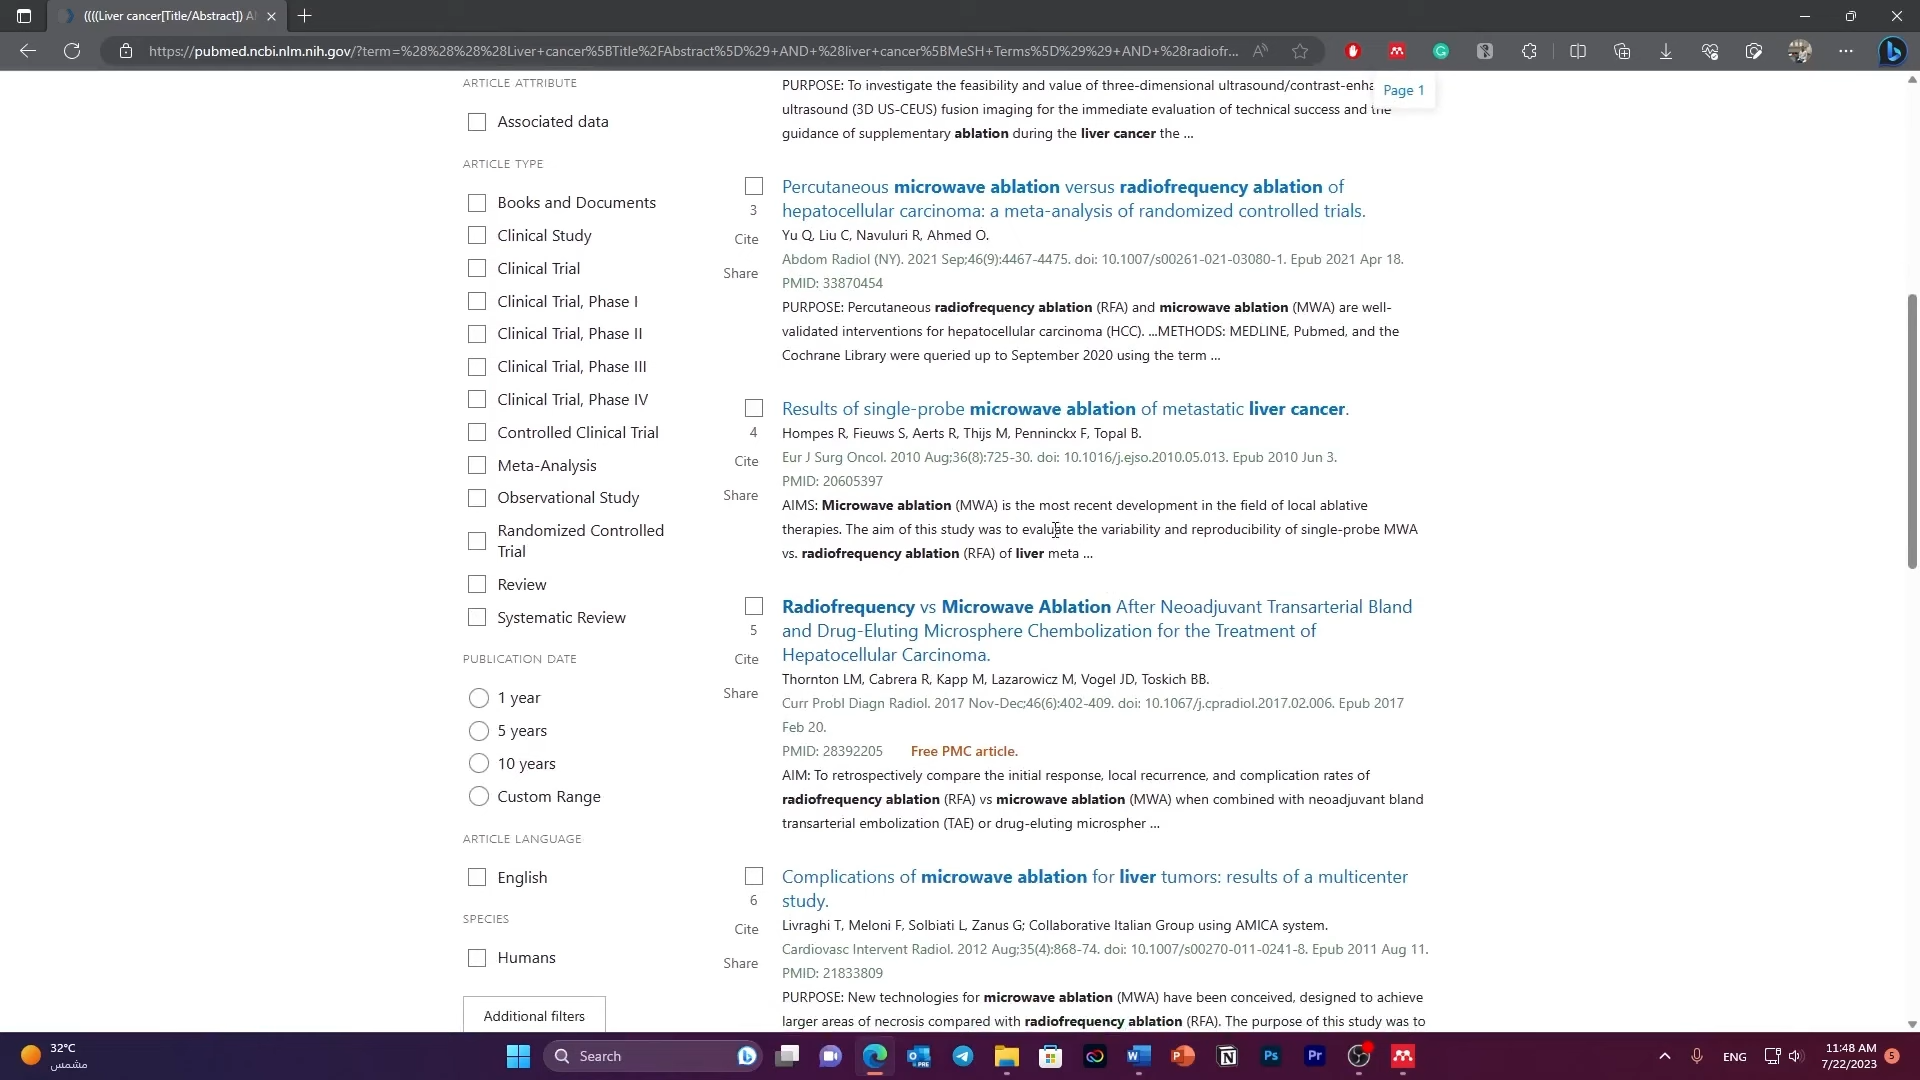 ((((Liver cancer[Title/Abstract]) A
https://pubmed.ncbi.nlm.nih.gov/?term=%28%28%28%28Liver+cancer%5BTitle%2FAbstract%5D%29+AND+%28liver+cancer%5BMeSH+Terms%5D%29%29+AND+%28radiofr...
Page 1
ARTICLE ATTRIBUTE
Associated data
ARTICLE TYPE
Books and Documents
Clinical Study
Clinical Trial
Clinical Trial, Phase I
Clinical Trial, Phase II
Clinical Trial, Phase III
Clinical Trial, Phase IV
Controlled Clinical Trial
Meta-Analysis
Observational Study
Randomized Controlled
Trial
Review
Systematic Review
PUBLICATION DATE
1 year
5 years
10 years
Custom Range
ARTICLE LANGUAGE
English
SPECIES
Humans
Additional filters
PURPOSE: To investigate the feasibility and value of three-dimensional ultrasound/contrast-enha
ultrasound (3D US-CEUS) fusion imaging for the immediate evaluation of technical success and the
guidance of supplementary ablation during the liver cancer the ...
3
Cite
Share
Percutaneous microwave ablation versus radiofrequency ablation of
hepatocellular carcinoma: a meta-analysis of randomized controlled trials.
Yu Q, Liu C, Navuluri R, Ahmed O.
Abdom Radiol (NY). 2021 Sep;46(9):4467-4475. doi: 10.1007/s00261-021-03080-1. Epub 2021 Apr 18.
PMID: 33870454
PURPOSE: Percutaneous radiofrequency ablation (RFA) and microwave ablation (MWA) are well-
validated interventions for hepatocellular carcinoma (HCC). ...METHODS: MEDLINE, Pubmed, and the
Cochrane Library were queried up to September 2020 using the term ...
4
Cite
Share
Results of single-probe microwave ablation of metastatic liver cancer.
Hompes R, Fieuws S, Aerts R, Thijs M, Penninckx F, Topal B.
Eur J Surg Oncol. 2010 Aug;36(8):725-30. doi: 10.1016/j.ejso.2010.05.013. Epub 2010 Jun 3.
PMID: 20605397
AIMS: Microwave ablation (MWA) is the most recent development in the field of local ablative
therapies. The aim of this study was to evaluate the variability and reproducibility of single-probe MWA
vs. radiofrequency ablation (RFA) of liver meta ...
5
Cite
Share
Radiofrequency vs Microwave Ablation After Neoadjuvant Transarterial Bland
and Drug-Eluting Microsphere Chembolization for the Treatment of
Hepatocellular Carcinoma.
Thornton LM, Cabrera R, Kapp M, Lazarowicz M, Vogel JD, Toskich BB.
Curr Probl Diagn Radiol. 2017 Nov-Dec;46(6):402-409. doi: 10.1067/j.cpradiol.2017.02.006. Epub 2017
Feb 20.
PMID: 28392205 Free PMC article.
AIM: To retrospectively compare the initial response, local recurrence, and complication rates of
radiofrequency ablation (RFA) vs microwave ablation (MWA) when combined with neoadjuvant bland
transarterial embolization (TAE) or drug-eluting microspher ...
6
Cite
Share
Complications of microwave ablation for liver tumors: results of a multicenter
study.
Livraghi T, Meloni F, Solbiati L, Zanus G; Collaborative Italian Group using AMICA system.
Cardiovasc Intervent Radiol. 2012 Aug;35(4):868-74. doi: 10.1007/s00270-011-0241-8. Epub 2011 Aug 11.
PMID: 21833809
PURPOSE: New technologies for microwave ablation (MWA) have been conceived, designed to achieve
larger areas of necrosis compared with radiofrequency ablation (RFA). The purpose of this study was to
32°C
مشمس
Search
ENG
11:48 AM
7/22/2023
5